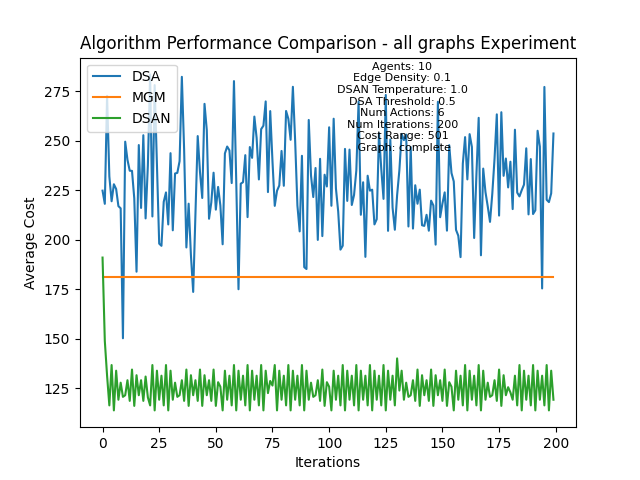 Algorithm Performance Comparison - all graphs Experiment
DSA
MGM
DSAN
Agents: 10
Edge Density: 0.1
DSAN Temperature: 1.0
DSA Threshold: 0.5
Num Actions: 6
Num Iterations: 200
Cost Range: 501
Graph: complete
Average Cost
275
250
225
200
175
150
125
0
25
50
75
100
125
150
175
200
Iterations